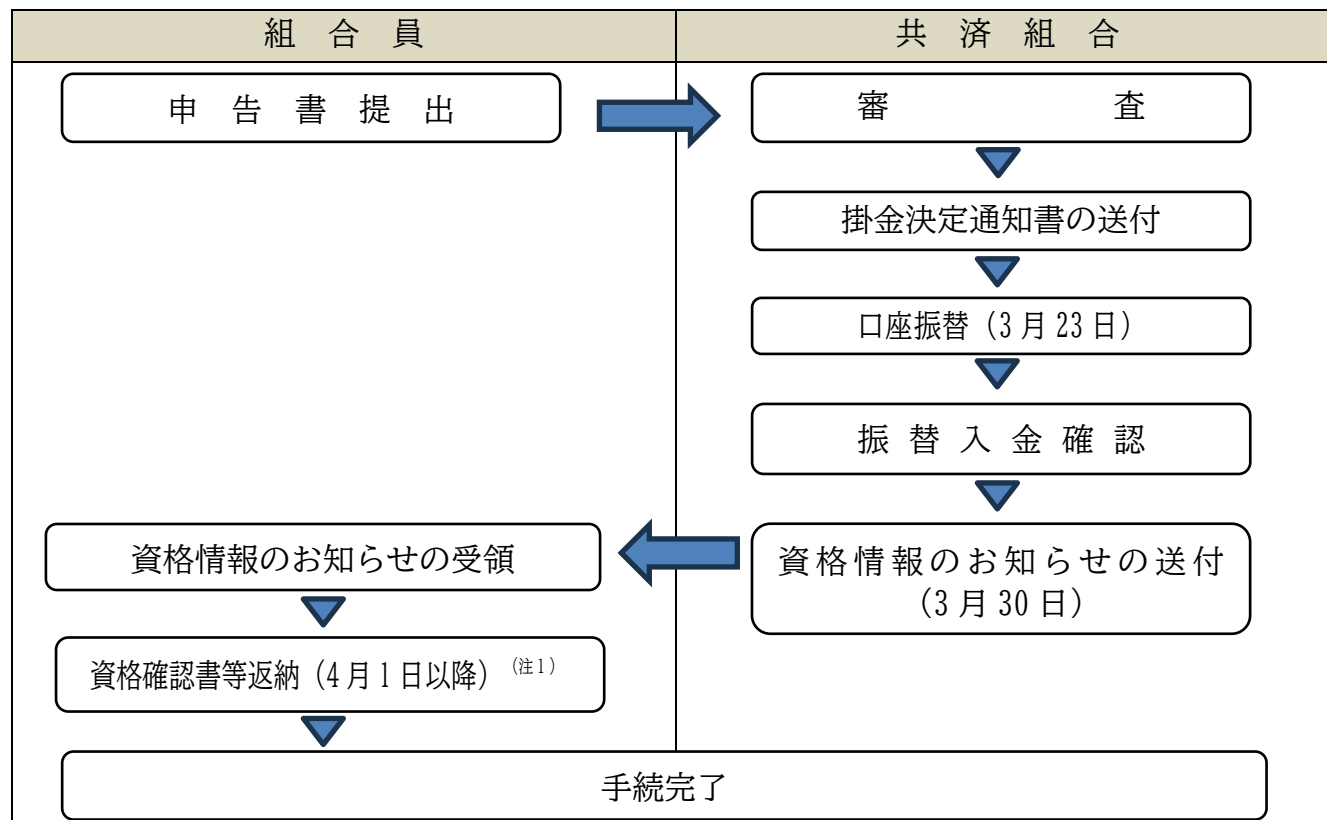 組合員
共済組合
申告書提出
審査
掛金決定通知書の送付
口座振替（3月23日）
振替入金確認
資格情報のお知らせの送付
（3月30日）
資格情報のお知らせの受領
資格確認書等返納（4月1日以降）（注1）
手続完了